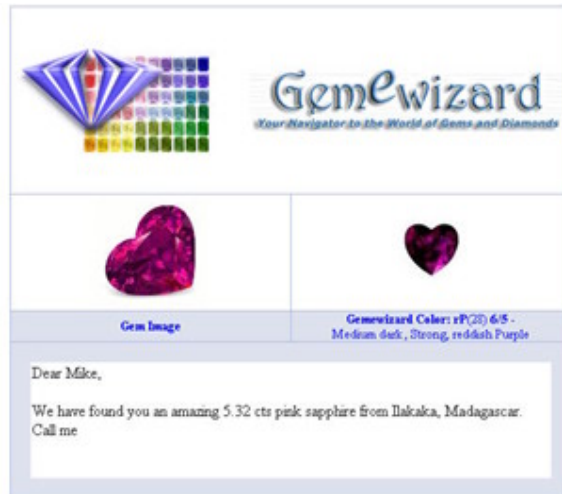 Gemewizard
Your Navigator to the World of Gems and Diamonds
Gem Image
Gemewizard Color: rP(28) 6/5 -
Medium dark, Strong, reddish Purple
Dear Mike,
We have found you an amazing 5.32 cts pink sapphire from Ilakaka, Madagascar.
Call me